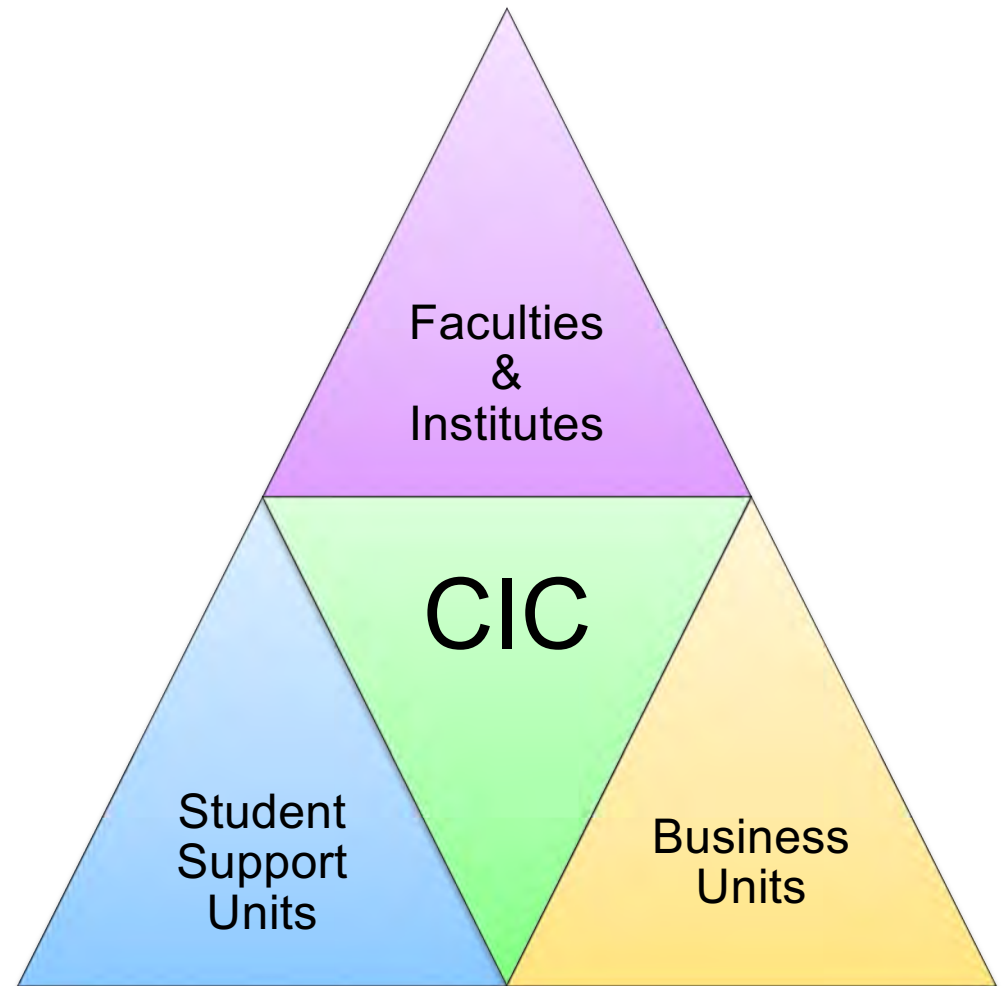 Faculties
&
Institutes
CIC
Student
Support
Units
Business
Units